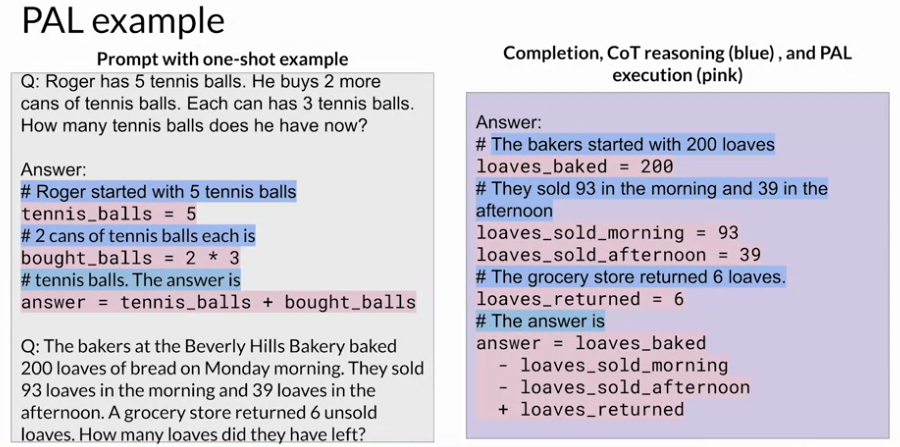 PAL example
Prompt with one-shot example
Q: Roger has 5 tennis balls. He buys 2 more
cans of tennis balls. Each can has 3 tennis balls.
How many tennis balls does he have now?
Answer:
# Roger started with 5 tennis balls
tennis_balls = 5
# 2 cans of tennis balls each is
bought_balls = 2 * 3
# tennis balls. The answer is
answer = tennis_balls + bought_balls
Q: The bakers at the Beverly Hills Bakery baked
200 loaves of bread on Monday morning. They sold
93 loaves in the morning and 39 loaves in the
afternoon. A grocery store returned 6 unsold
loaves. How many loaves did they have left?
Completion, CoT reasoning (blue) , and PAL
execution (pink)
Answer:
# The bakers started with 200 loaves
loaves_baked = 200
# They sold 93 in the morning and 39 in the
afternoon
loaves_sold_morning = 93
loaves_sold_afternoon = 39
# The grocery store returned 6 loaves.
loaves_returned = 6
# The answer is
answer = loaves_baked
- loaves_sold_morning
- loaves_sold_afternoon
+ loaves_returned